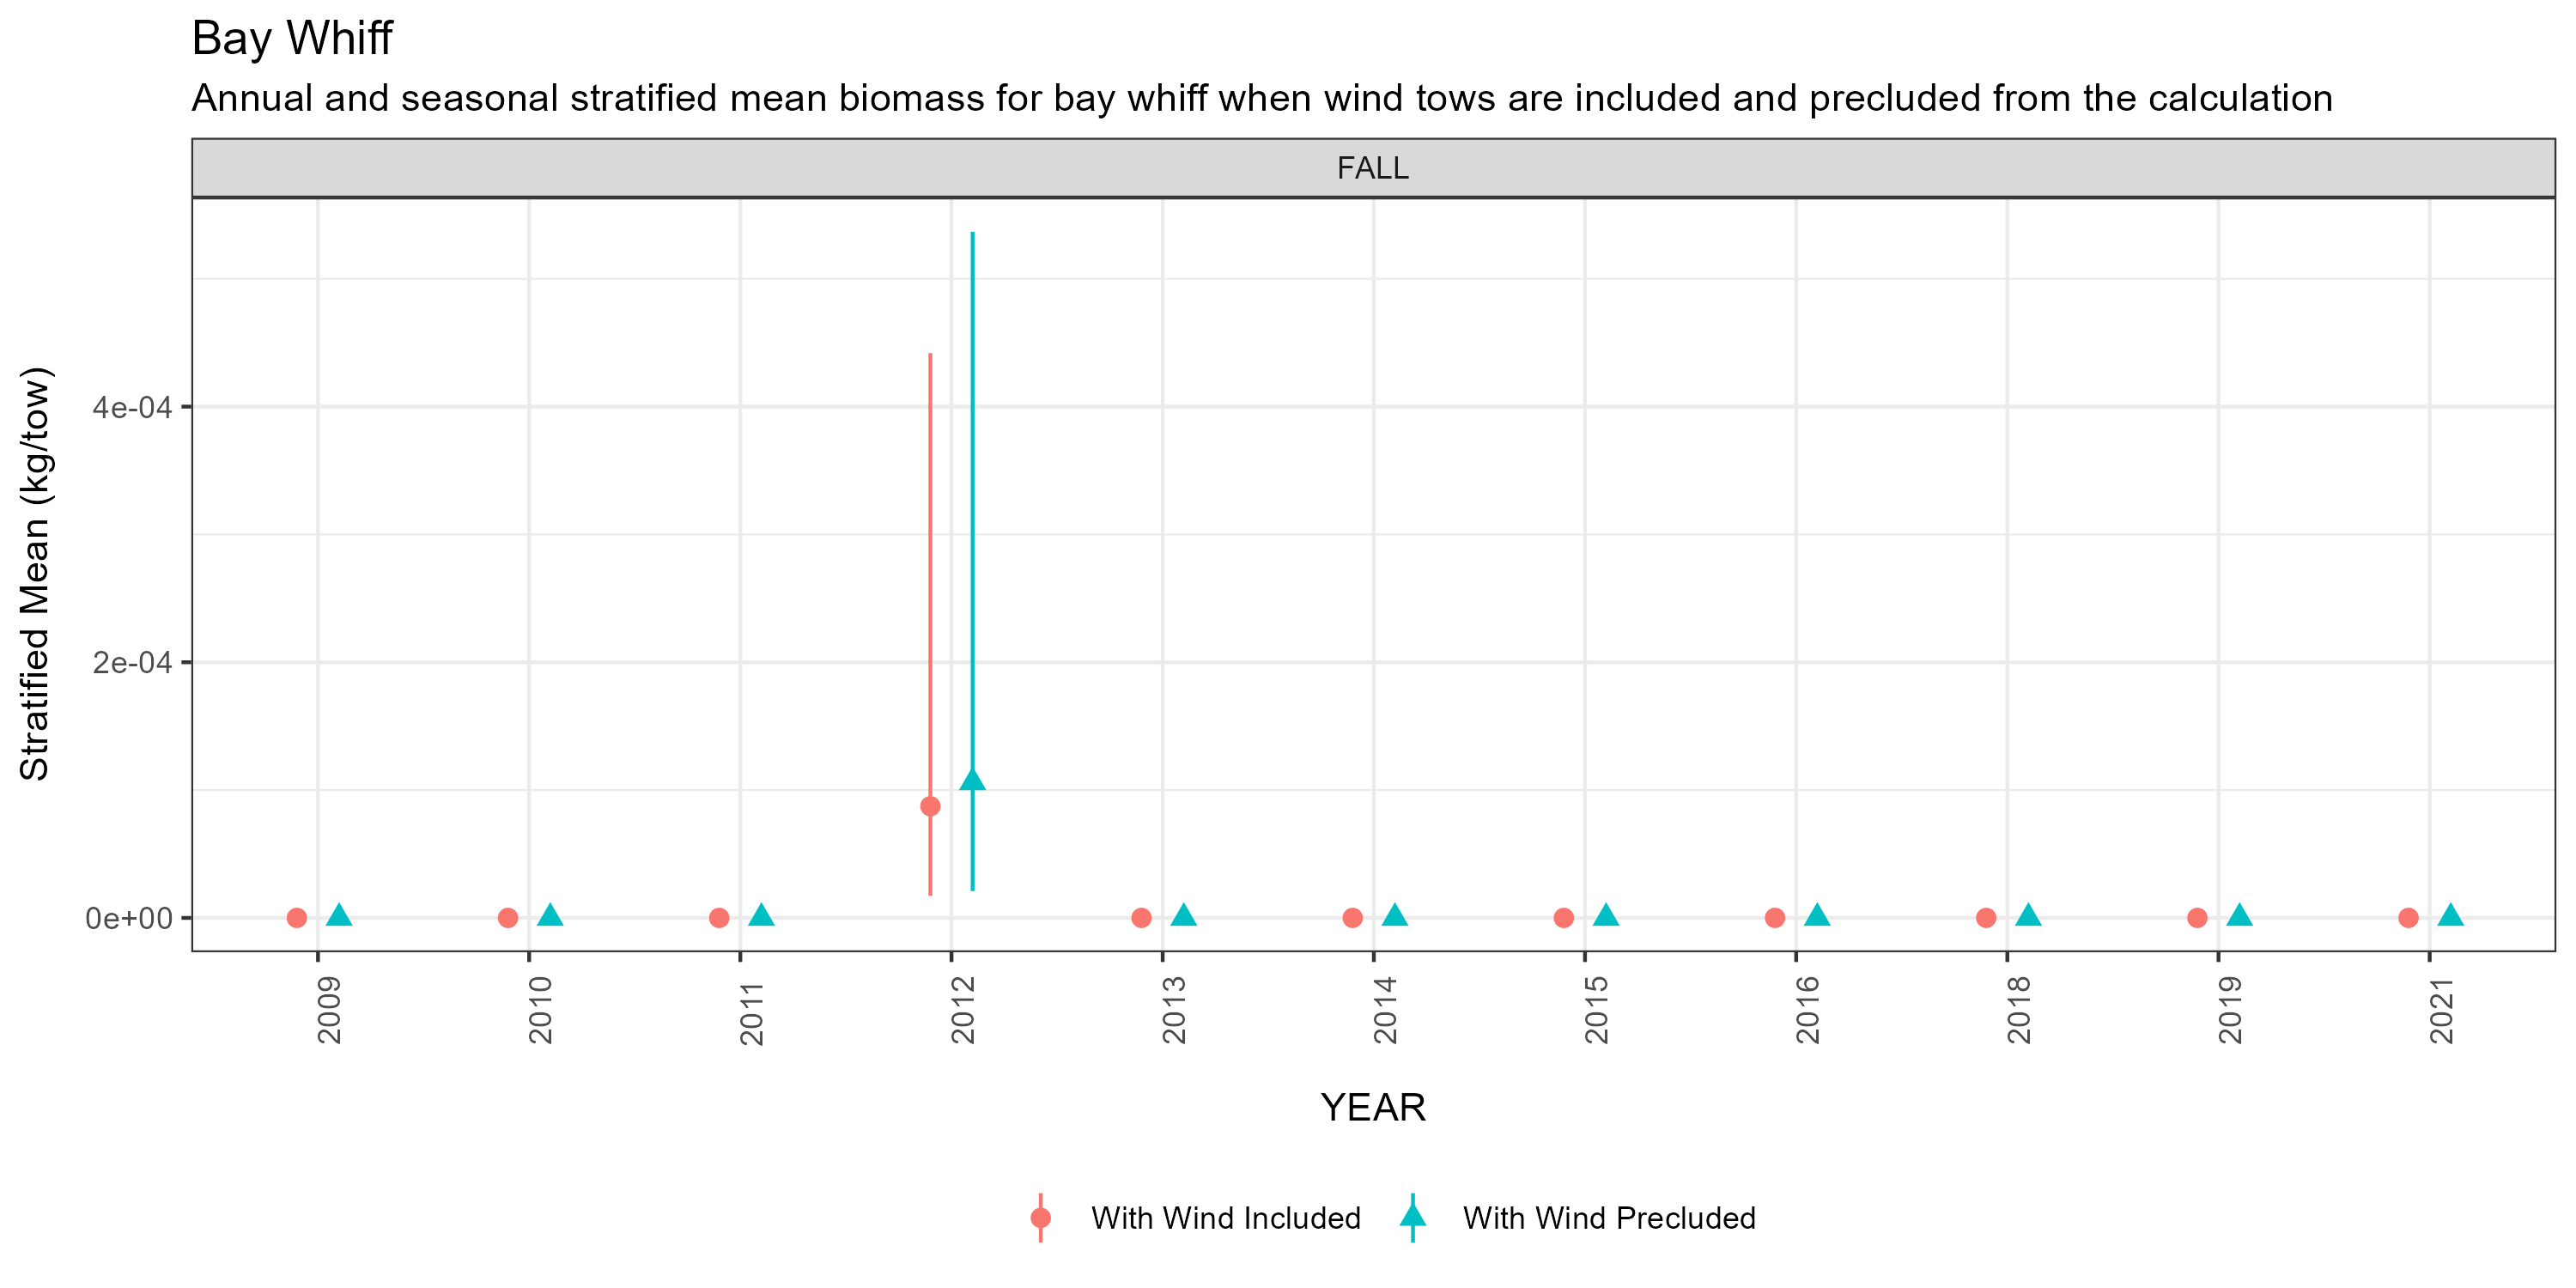 Bay Whiff
Annual and seasonal stratified mean biomass for bay whiff when wind tows are included and precluded from the calculation
FALL
Stratified Mean (kg/tow)
4e-04
2e-04
0e+00
2009
2010
2011
2012
2013
2014
2015
2016
2018
2019
2021
YEAR
With Wind Included
With Wind Precluded